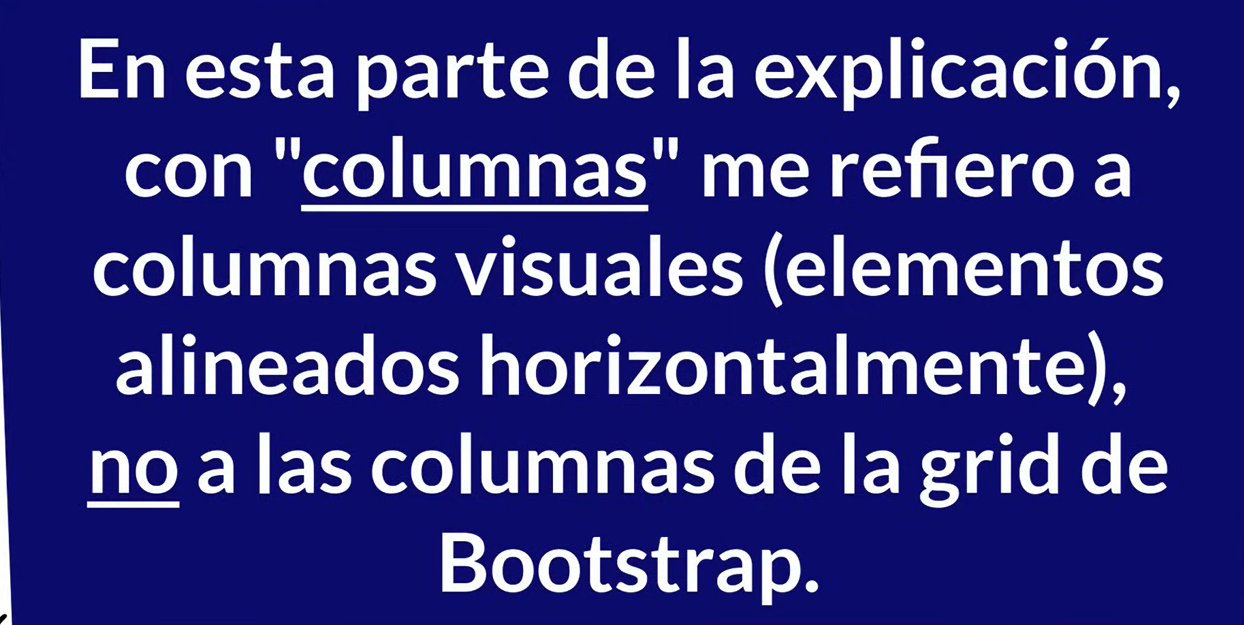 En esta parte de la explicación,
con "columnas" me refiero a
columnas visuales (elementos
alineados horizontalmente),
no a las columnas de la grid de
Bootstrap.